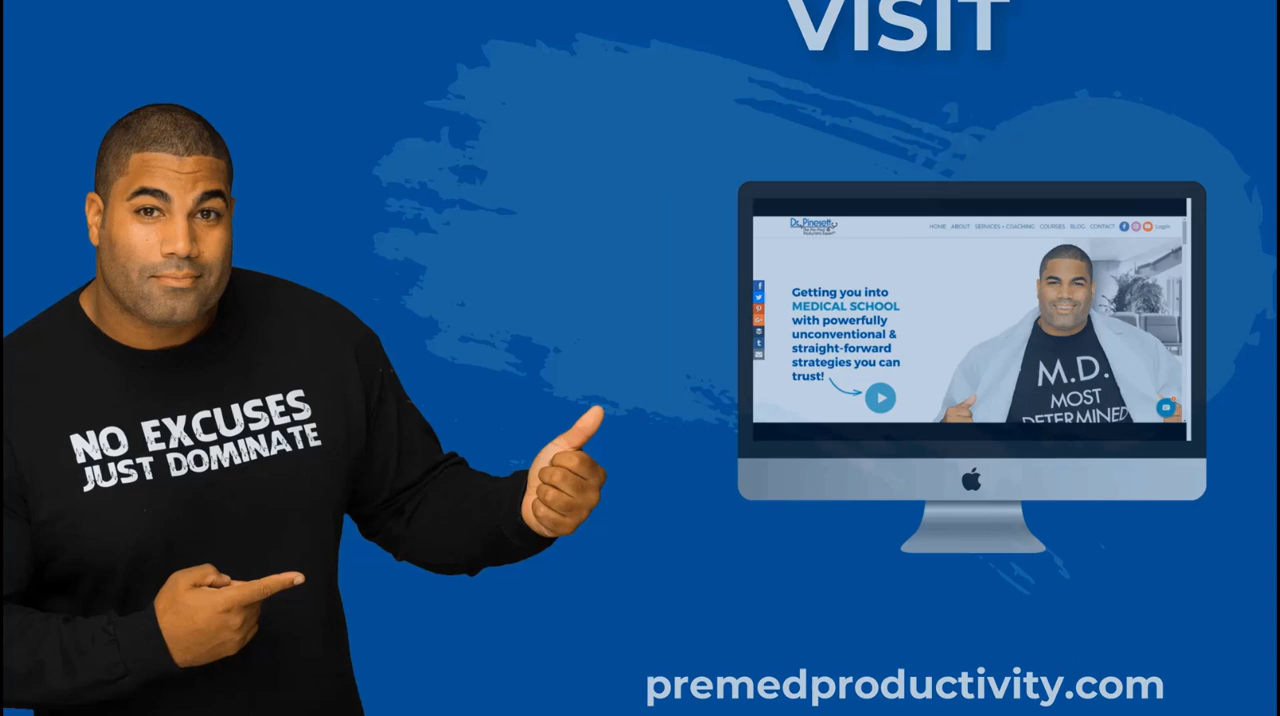 VISIT
NO EXCUSES
JUST DOMINATE
Dr. Pinesett
HOME ABOUT SERVICES + COACHING COURSES BLOG CONTACT Login
Getting you into
MEDICAL SCHOOL
with powerfully
unconventional &
straight-forward
strategies you can
trust!
M.D.
MOST
DETERMINED
premedproductivity.com